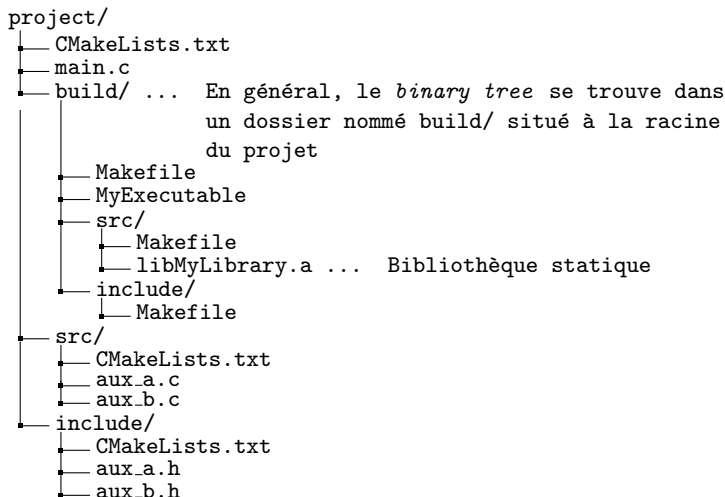 project/
CMakeLists.txt
main.c
build/ ... En général, le binary tree se trouve dans
un dossier nommé build/ situé à la racine
du projet
Makefile
MyExecutable
src/
Makefile
libMyLibrary.a ... Bibliothèque statique
include/
Makefile
src/
CMakeLists.txt
aux_a.c
aux_b.c
include/
CMakeLists.txt
aux_a.h
aux_b.h